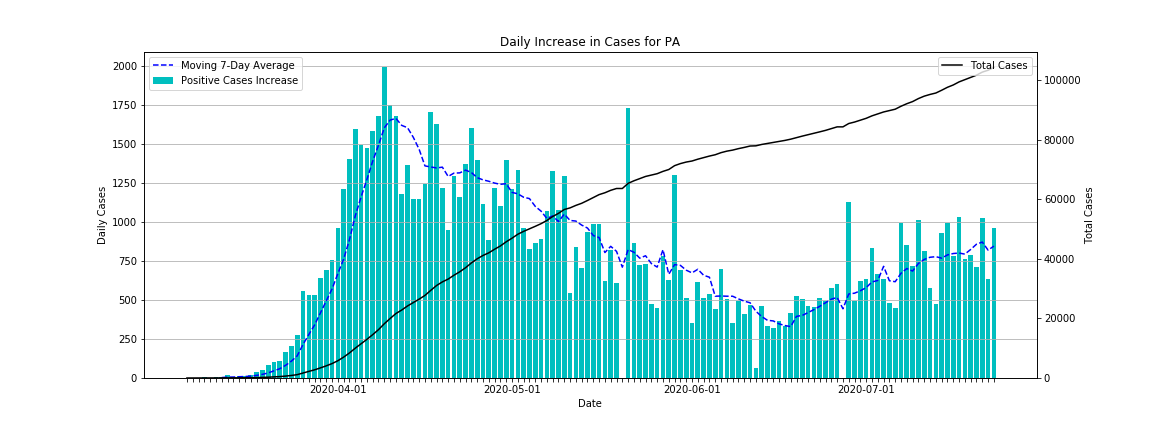 Daily Increase in Cases for PA
Moving 7-Day Average
Positive Cases Increase
Total Cases
2000
1750
1500
1250
1000
750
500
250
0
Daily Cases
100000
80000
60000
40000
20000
0
Total Cases
2020-04-01
2020-05-01
2020-06-01
2020-07-01
Date